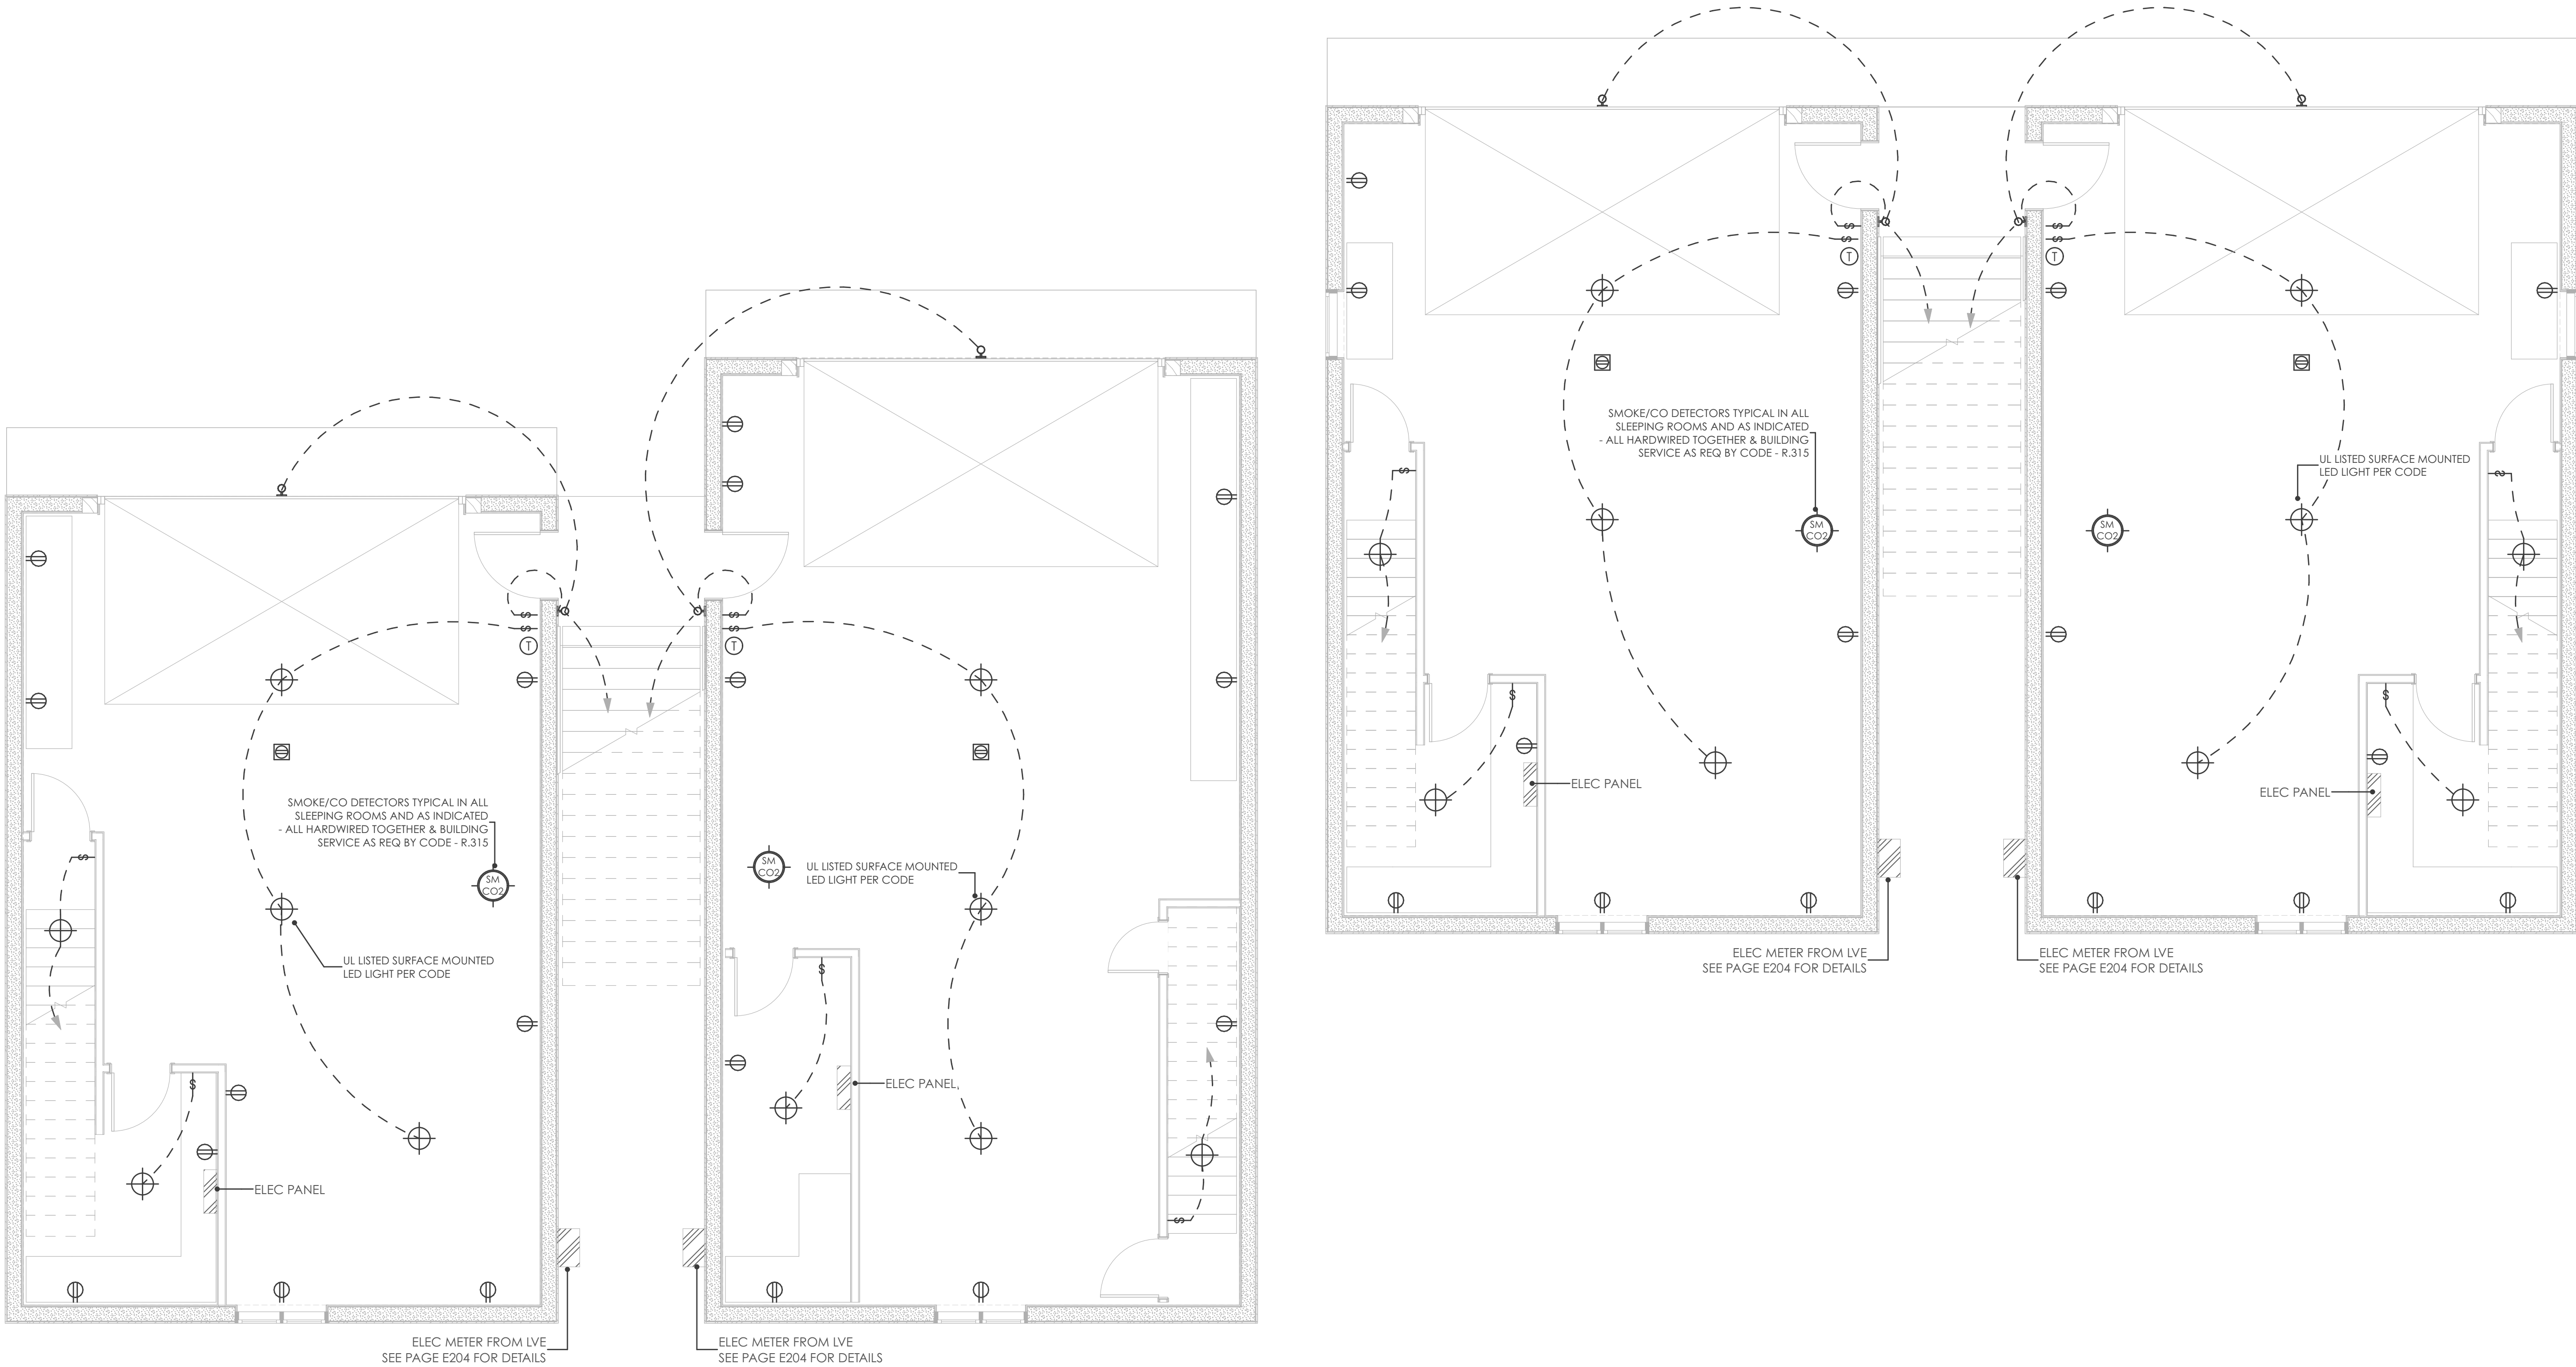 SMOKE/CO DETECTORS TYPICAL IN ALL
SLEEPING ROOMS AND AS INDICATED
- ALL HARDWIRED TOGETHER & BUILDING
SERVICE AS REQ BY CODE - R.315
SM
CO2
UL LISTED SURFACE MOUNTED
LED LIGHT PER CODE
S
S
T
S
S
ELEC PANEL
ELEC METER FROM LVE
SEE PAGE E204 FOR DETAILS
S
S
T
SM
CO2
UL LISTED SURFACE MOUNTED
LED LIGHT PER CODE
S
ELEC PANEL
S
ELEC METER FROM LVE
SEE PAGE E204 FOR DETAILS
S
S
T
SMOKE/CO DETECTORS TYPICAL IN ALL
SLEEPING ROOMS AND AS INDICATED
- ALL HARDWIRED TOGETHER & BUILDING
SERVICE AS REQ BY CODE - R.315
SM
CO2
S
S
ELEC PANEL
ELEC METER FROM LVE
SEE PAGE E204 FOR DETAILS
S
S
T
UL LISTED SURFACE MOUNTED
LED LIGHT PER CODE
S
SM
CO2
S
ELEC PANEL
ELEC METER FROM LVE
SEE PAGE E204 FOR DETAILS